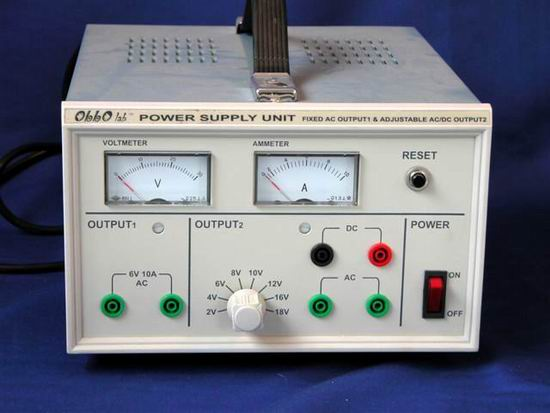 ObbO lab™ POWER SUPPLY UNIT FIXED AC OUTPUT1 & ADJUSTABLE AC/DC OUTPUT2
VOLTMETER AMMETER
RESET
V A
OUTPUT1 OUTPUT2 DC POWER
6V 10A
AC
8V 10V
6V 12V
4V 16V
2V 18V
AC
ON
OFF